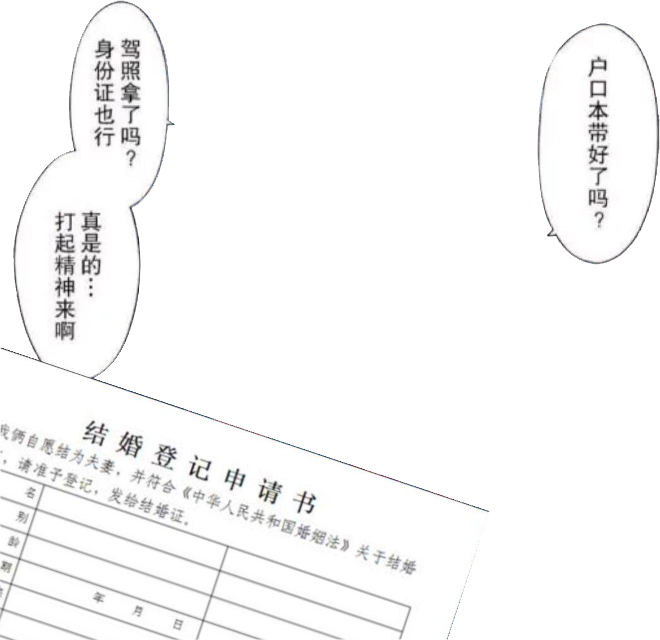 户口本带好了吗？
驾照拿了吗？
身份证也行
真是的…
打起精神来啊
结婚登记申请书
我俩自愿结为夫妻，并符合《中华人民共和国婚姻法》关于结婚
，请准予登记，发给结婚证。
名
别
龄
期
年 月 日